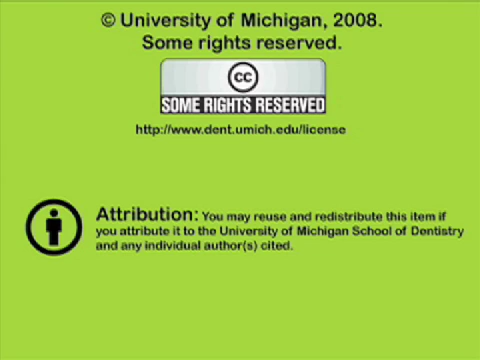 © University of Michigan, 2008.
Some rights reserved.
cc
SOME RIGHTS RESERVED
http://www.dent.umich.edu/license
Attribution: You may reuse and redistribute this item if
you attribute it to the University of Michigan School of Dentistry
and any individual author(s) cited.